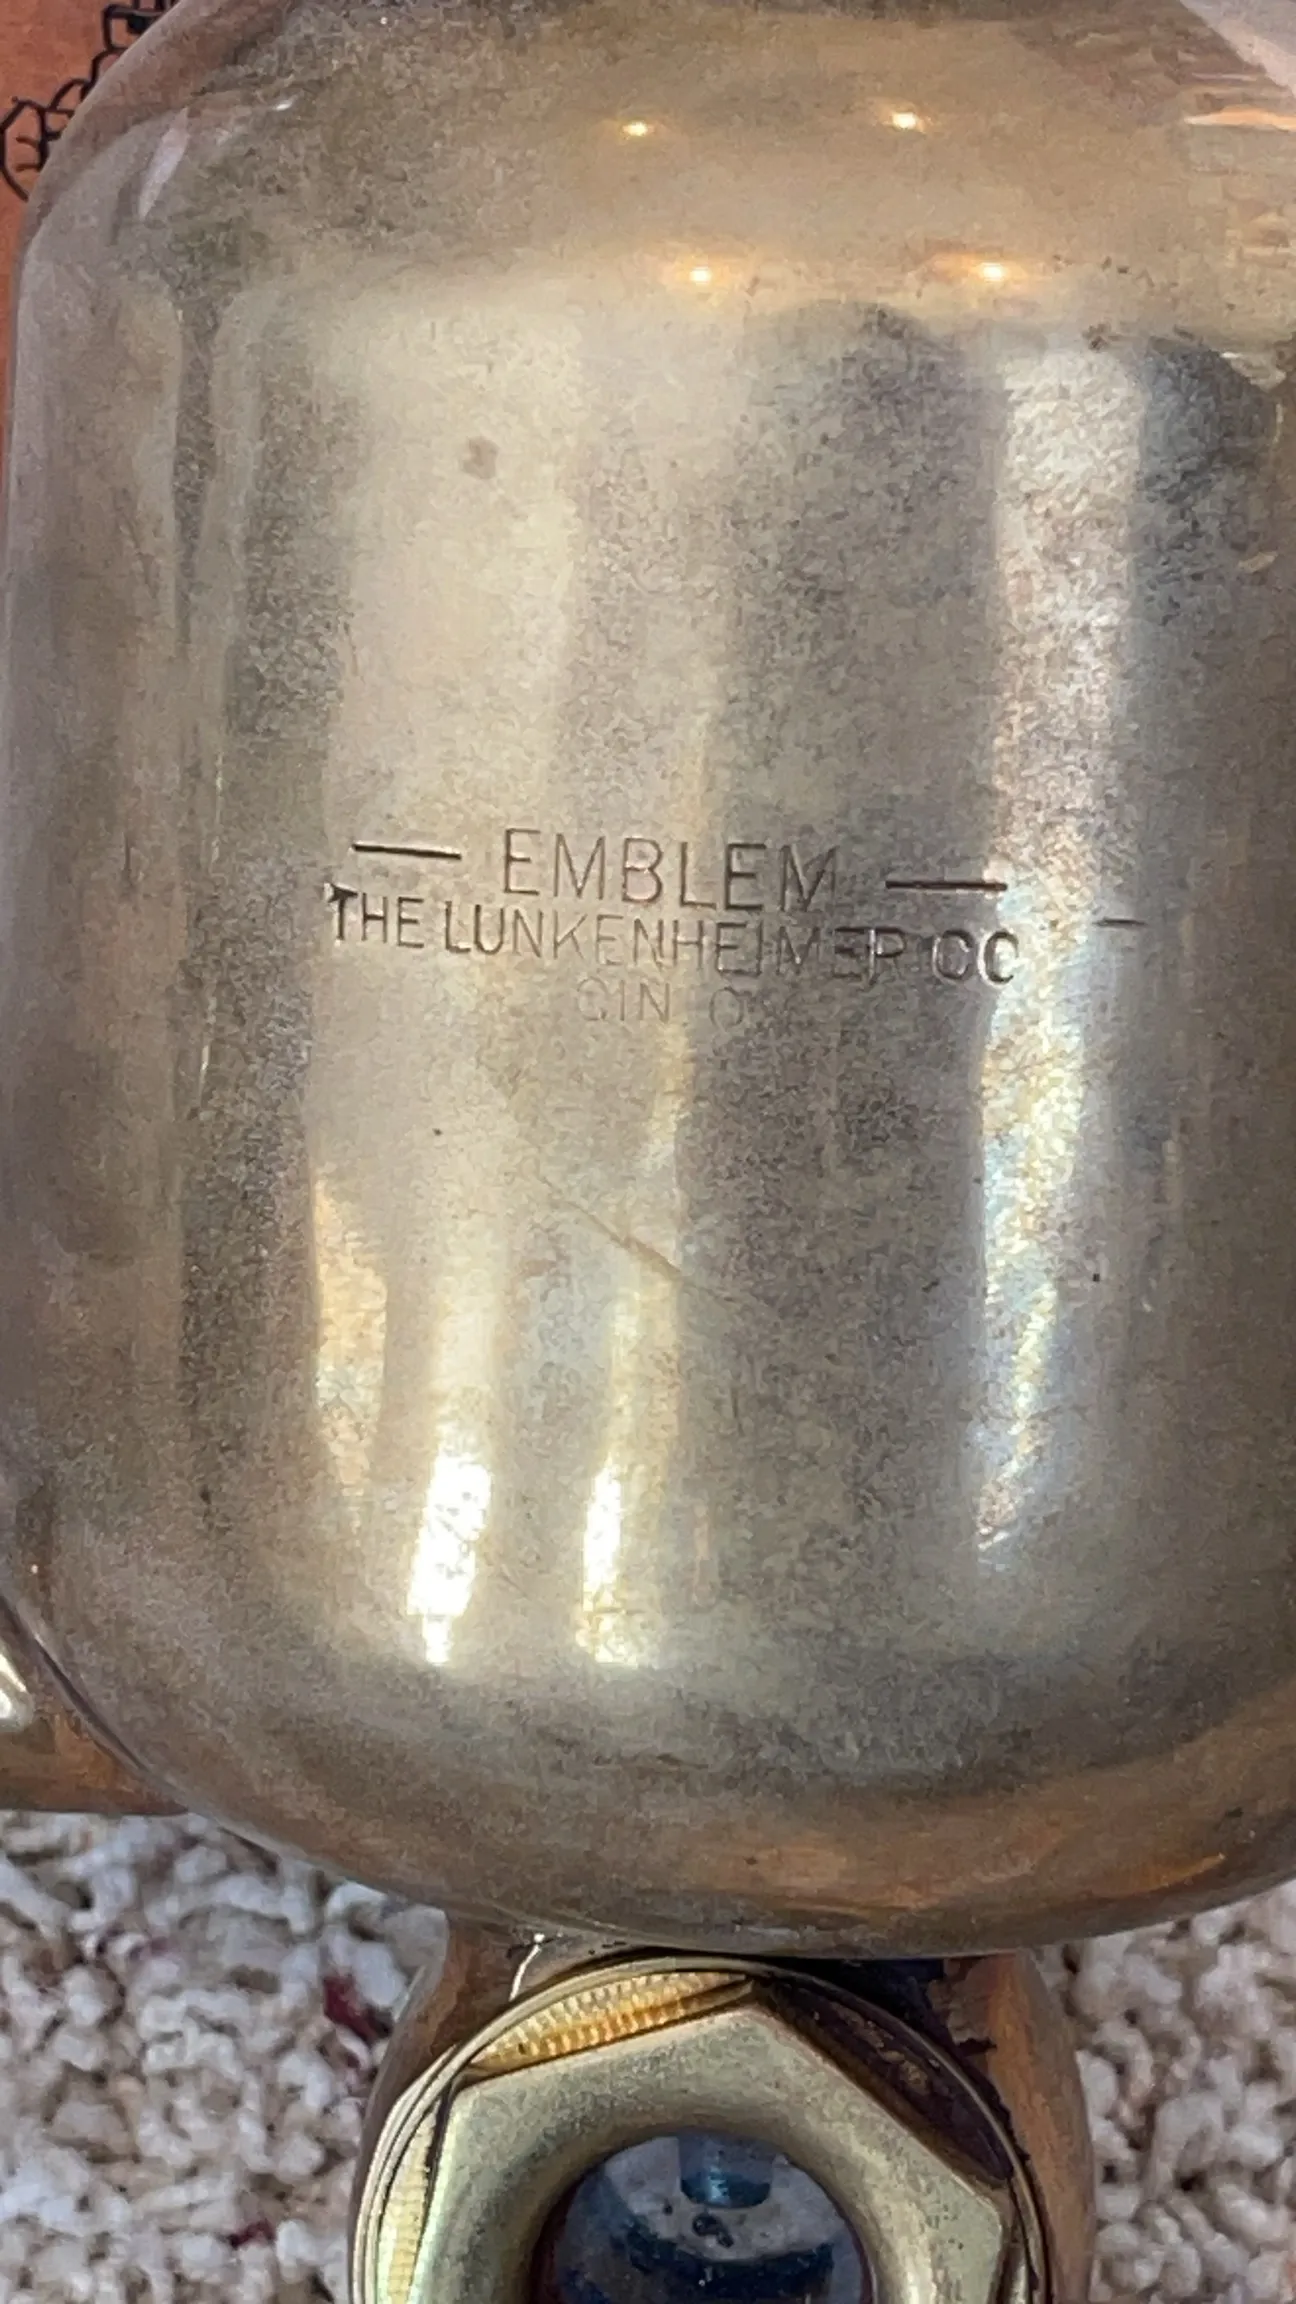 — EMBLEM —
THE LUNKENHEIMER CO
CIN O